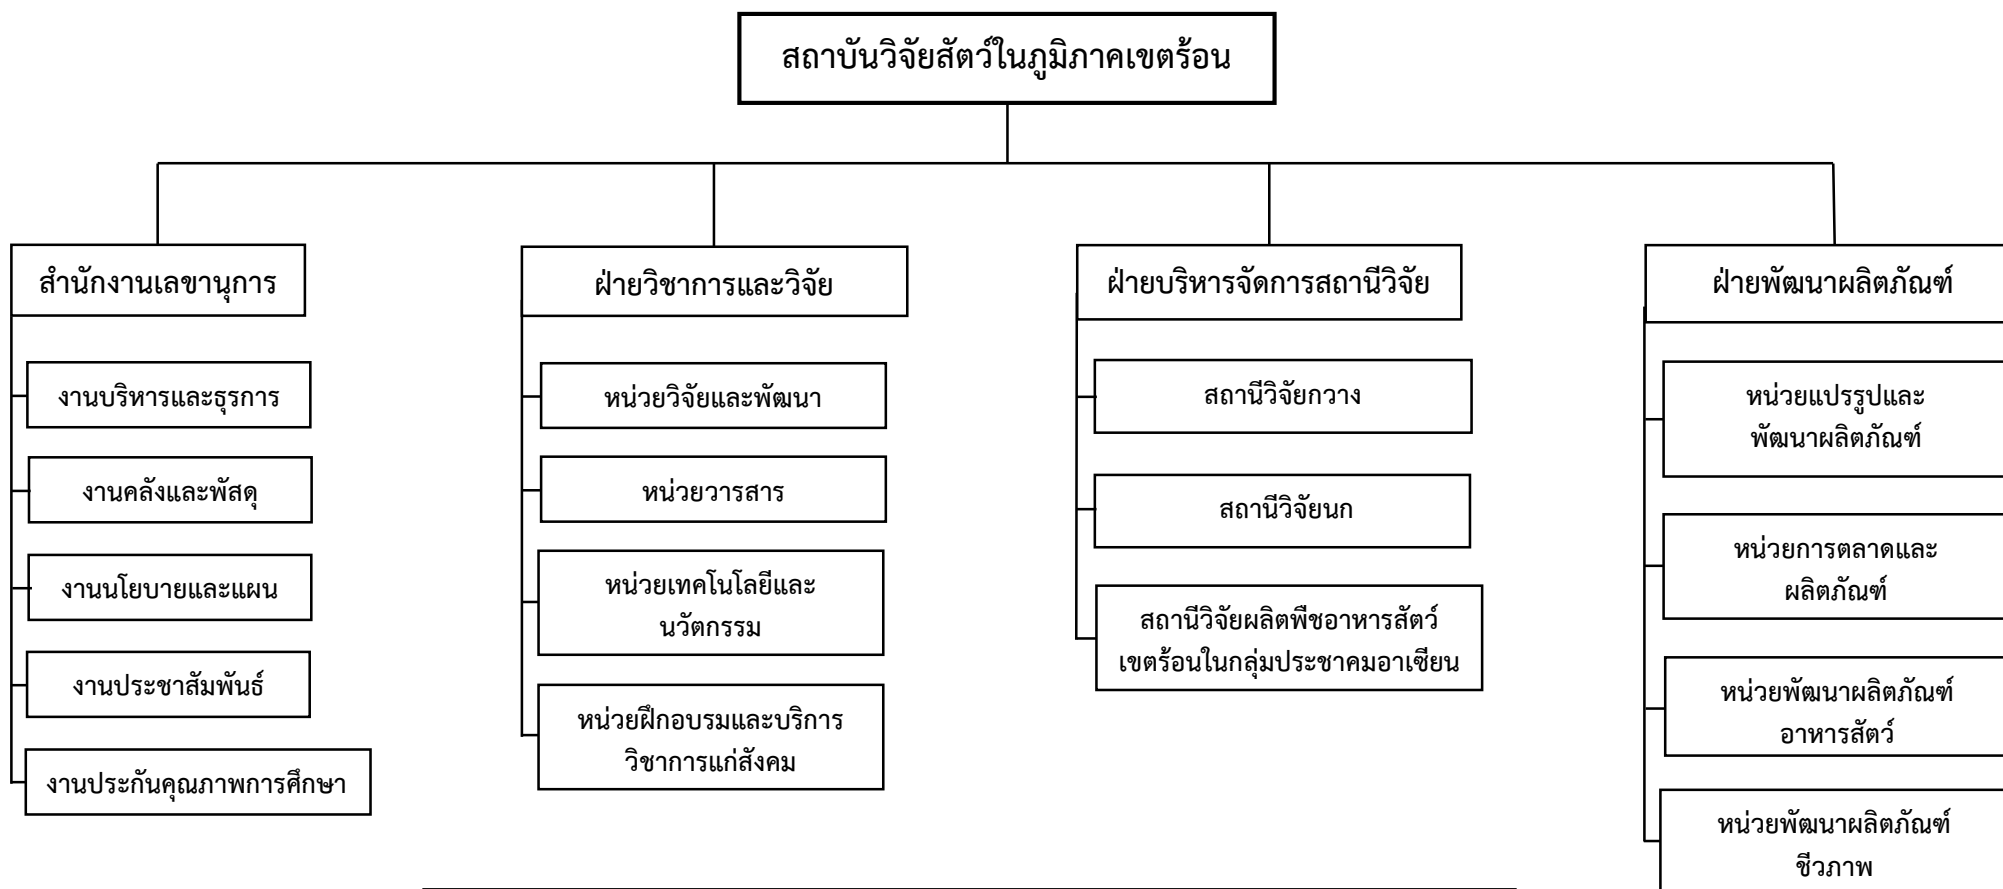 สถาบันวิจัยสัตว์ในภูมิภาคเขตร้อน
สำนักงานเลขานุการ
งานบริหารและธุรการ
งานคลังและพัสดุ
งานนโยบายและแผน
งานประชาสัมพันธ์
งานประกันคุณภาพการศึกษา
ฝ่ายวิชาการและวิจัย
หน่วยวิจัยและพัฒนา
หน่วยวารสาร
หน่วยเทคโนโลยีและ
นวัตกรรม
หน่วยฝึกอบรมและบริการ
วิชาการแก่สังคม
ฝ่ายบริหารจัดการสถานีวิจัย
สถานีวิจัยกวาง
สถานีวิจัยนก
สถานีวิจัยผลิตพืชอาหารสัตว์
เขตร้อนในกลุ่มประชาคมอาเซียน
ฝ่ายพัฒนาผลิตภัณฑ์
หน่วยแปรรูปและ
พัฒนาผลิตภัณฑ์
หน่วยการตลาดและ
ผลิตภัณฑ์
หน่วยพัฒนาผลิตภัณฑ์
อาหารสัตว์
หน่วยพัฒนาผลิตภัณฑ์
ชีวภาพ